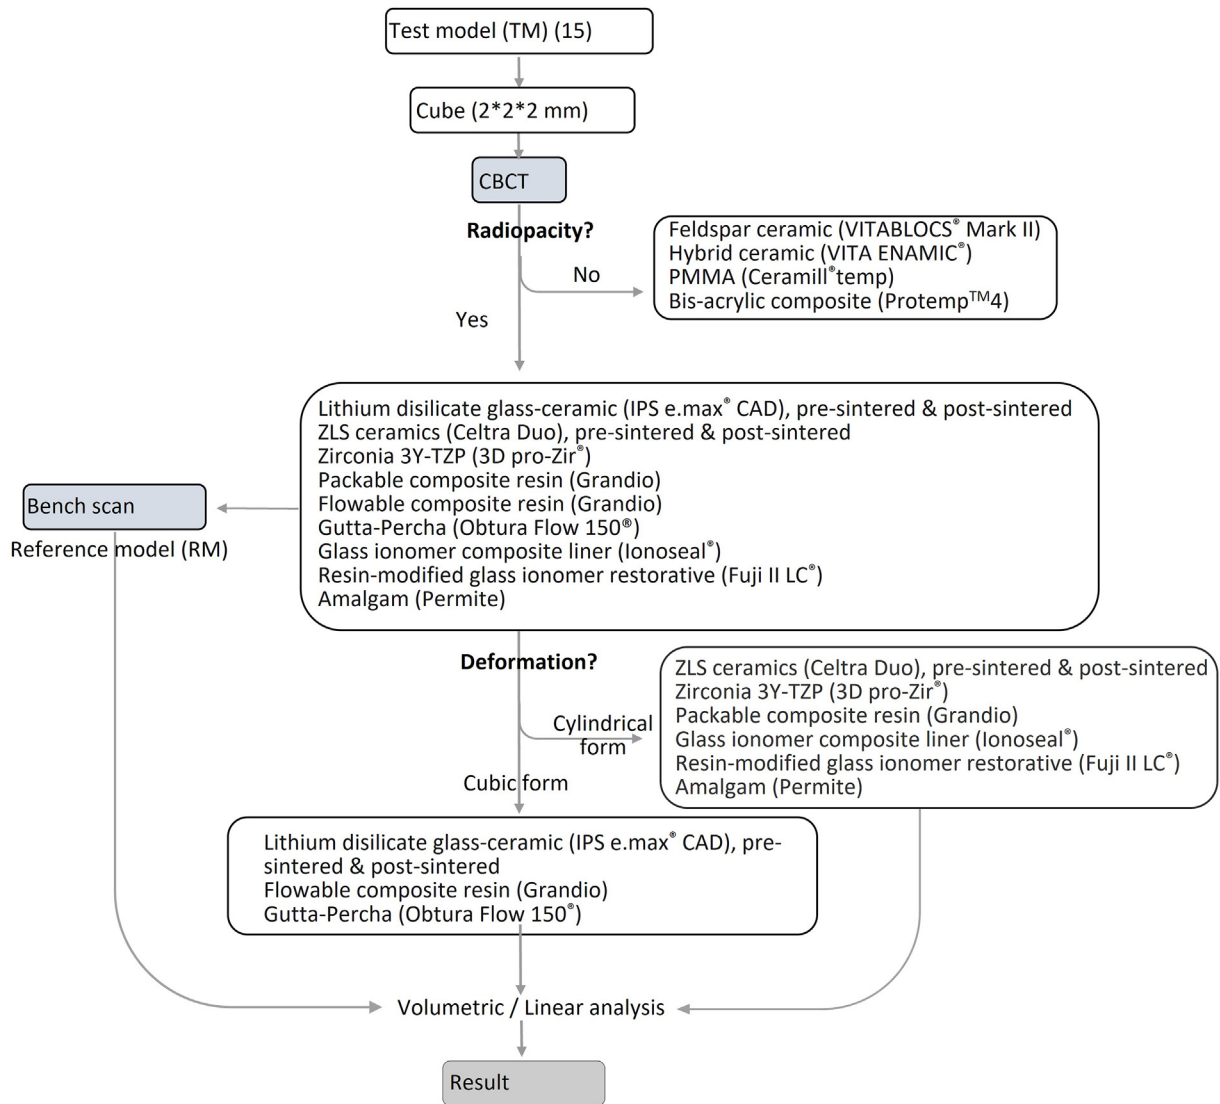 Test model (TM) (15)
Cube (2*2*2 mm)
CBCT
Radiopacity?
No
Feldspar ceramic (VITABLOCS® Mark II)
Hybrid ceramic (VITA ENAMIC®)
PMMA (Ceramill®temp)
Bis-acrylic composite (Protemp™4)
Yes
Lithium disilicate glass-ceramic (IPS e.max® CAD), pre-sintered & post-sintered
ZLS ceramics (Celtra Duo), pre-sintered & post-sintered
Zirconia 3Y-TZP (3D pro-Zir®)
Packable composite resin (Grandio)
Flowable composite resin (Grandio)
Gutta-Percha (Obtura Flow 150®)
Glass ionomer composite liner (Ionoseal®)
Resin-modified glass ionomer restorative (Fuji II LC®)
Amalgam (Permite)
Bench scan
Reference model (RM)
Deformation?
Cylindrical
form
ZLS ceramics (Celtra Duo), pre-sintered & post-sintered
Zirconia 3Y-TZP (3D pro-Zir®)
Packable composite resin (Grandio)
Glass ionomer composite liner (Ionoseal®)
Resin-modified glass ionomer restorative (Fuji II LC®)
Amalgam (Permite)
Cubic form
Lithium disilicate glass-ceramic (IPS e.max® CAD), pre-
sintered & post-sintered
Flowable composite resin (Grandio)
Gutta-Percha (Obtura Flow 150®)
Volumetric / Linear analysis
Result